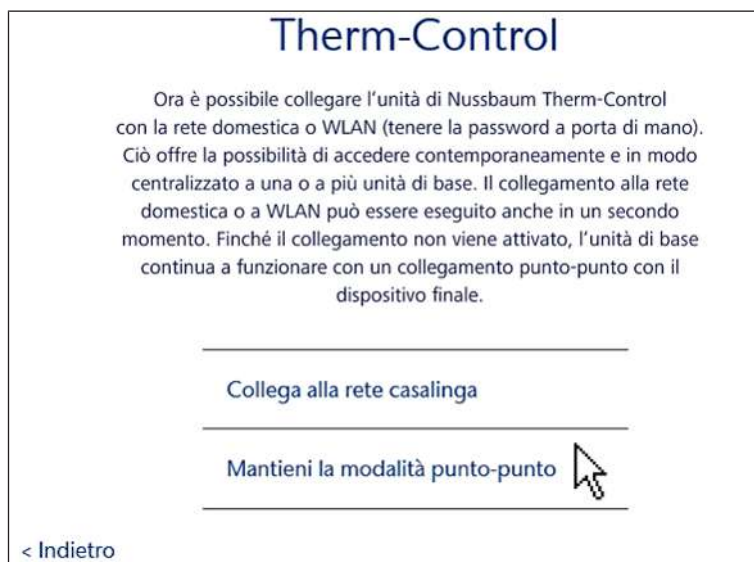 Therm-Control
Ora è possibile collegare l'unità di Nussbaum Therm-Control
con la rete domestica o WLAN (tenere la password a porta di mano).
Ciò offre la possibilità di accedere contemporaneamente e in modo
centralizzato a una o a più unità di base. Il collegamento alla rete
domestica o a WLAN può essere eseguito anche in un secondo
momento. Finché il collegamento non viene attivato, l'unità di base
continua a funzionare con un collegamento punto-punto con il
dispositivo finale.
Collega alla rete casalinga
Mantieni la modalità punto-punto
< Indietro